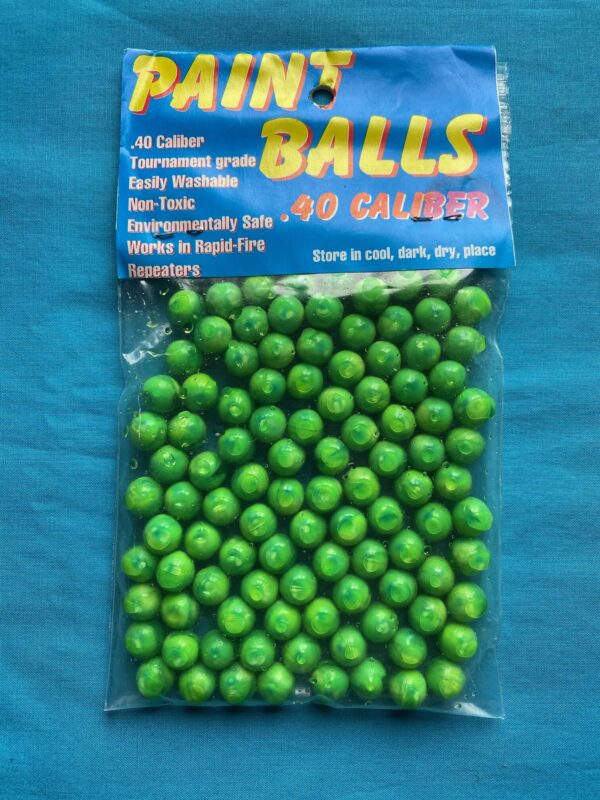 PAINT
BALLS
.40 CALIBER
.40 Caliber
Tournament grade
Easily Washable
Non-Toxic
Environmentally Safe
Works in Rapid-Fire
Repeaters
Store in cool, dark, dry, place